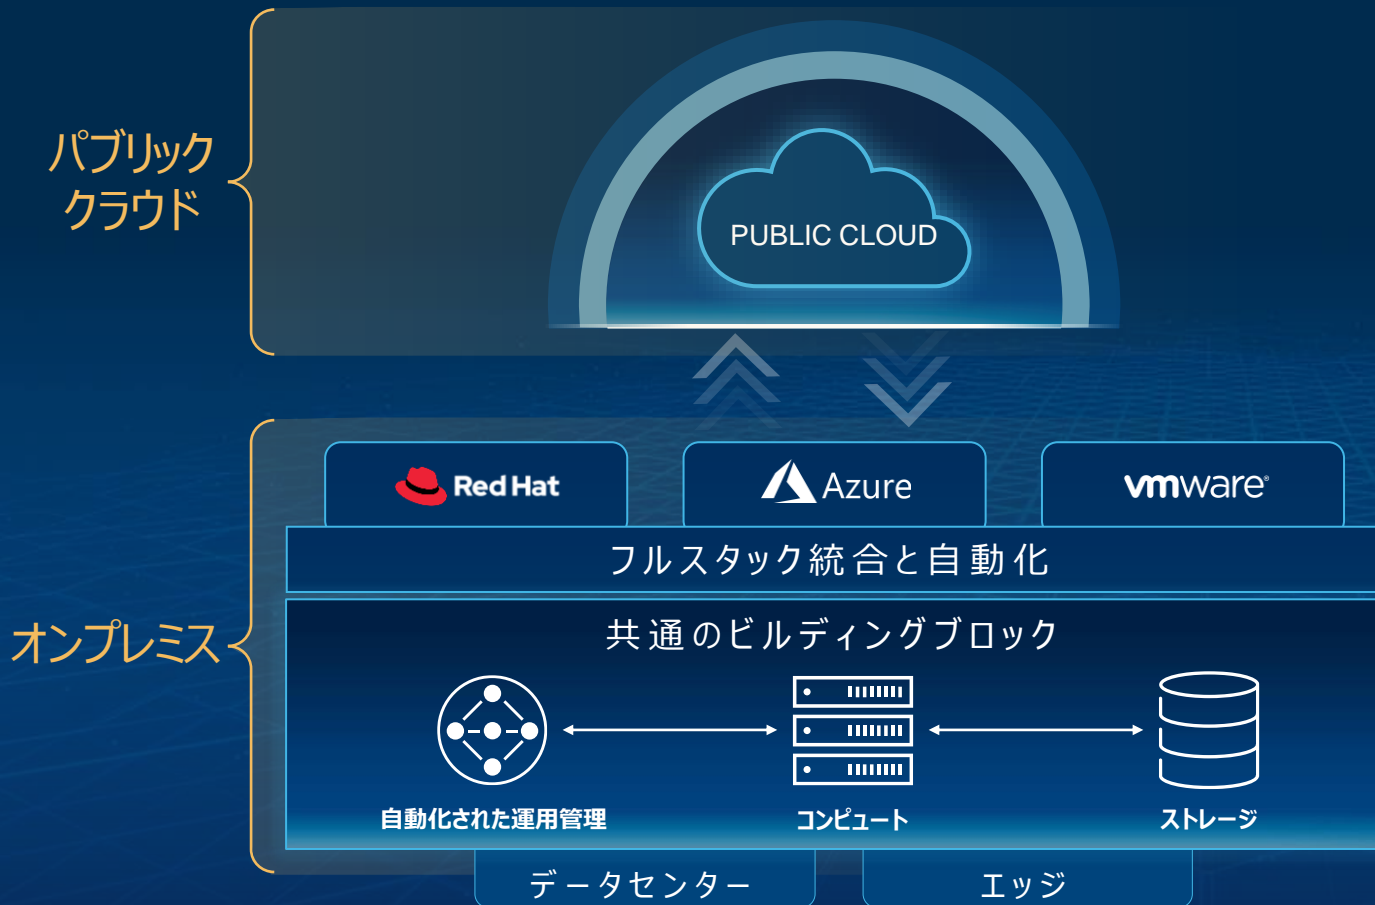 パブリック
クラウド
PUBLIC CLOUD
Red Hat
Azure
vmware®
フルスタック統合と自動化
オンプレミス
共通のビルディングブロック
自動化された運用管理
コンピュート
ストレージ
データセンター
エッジ